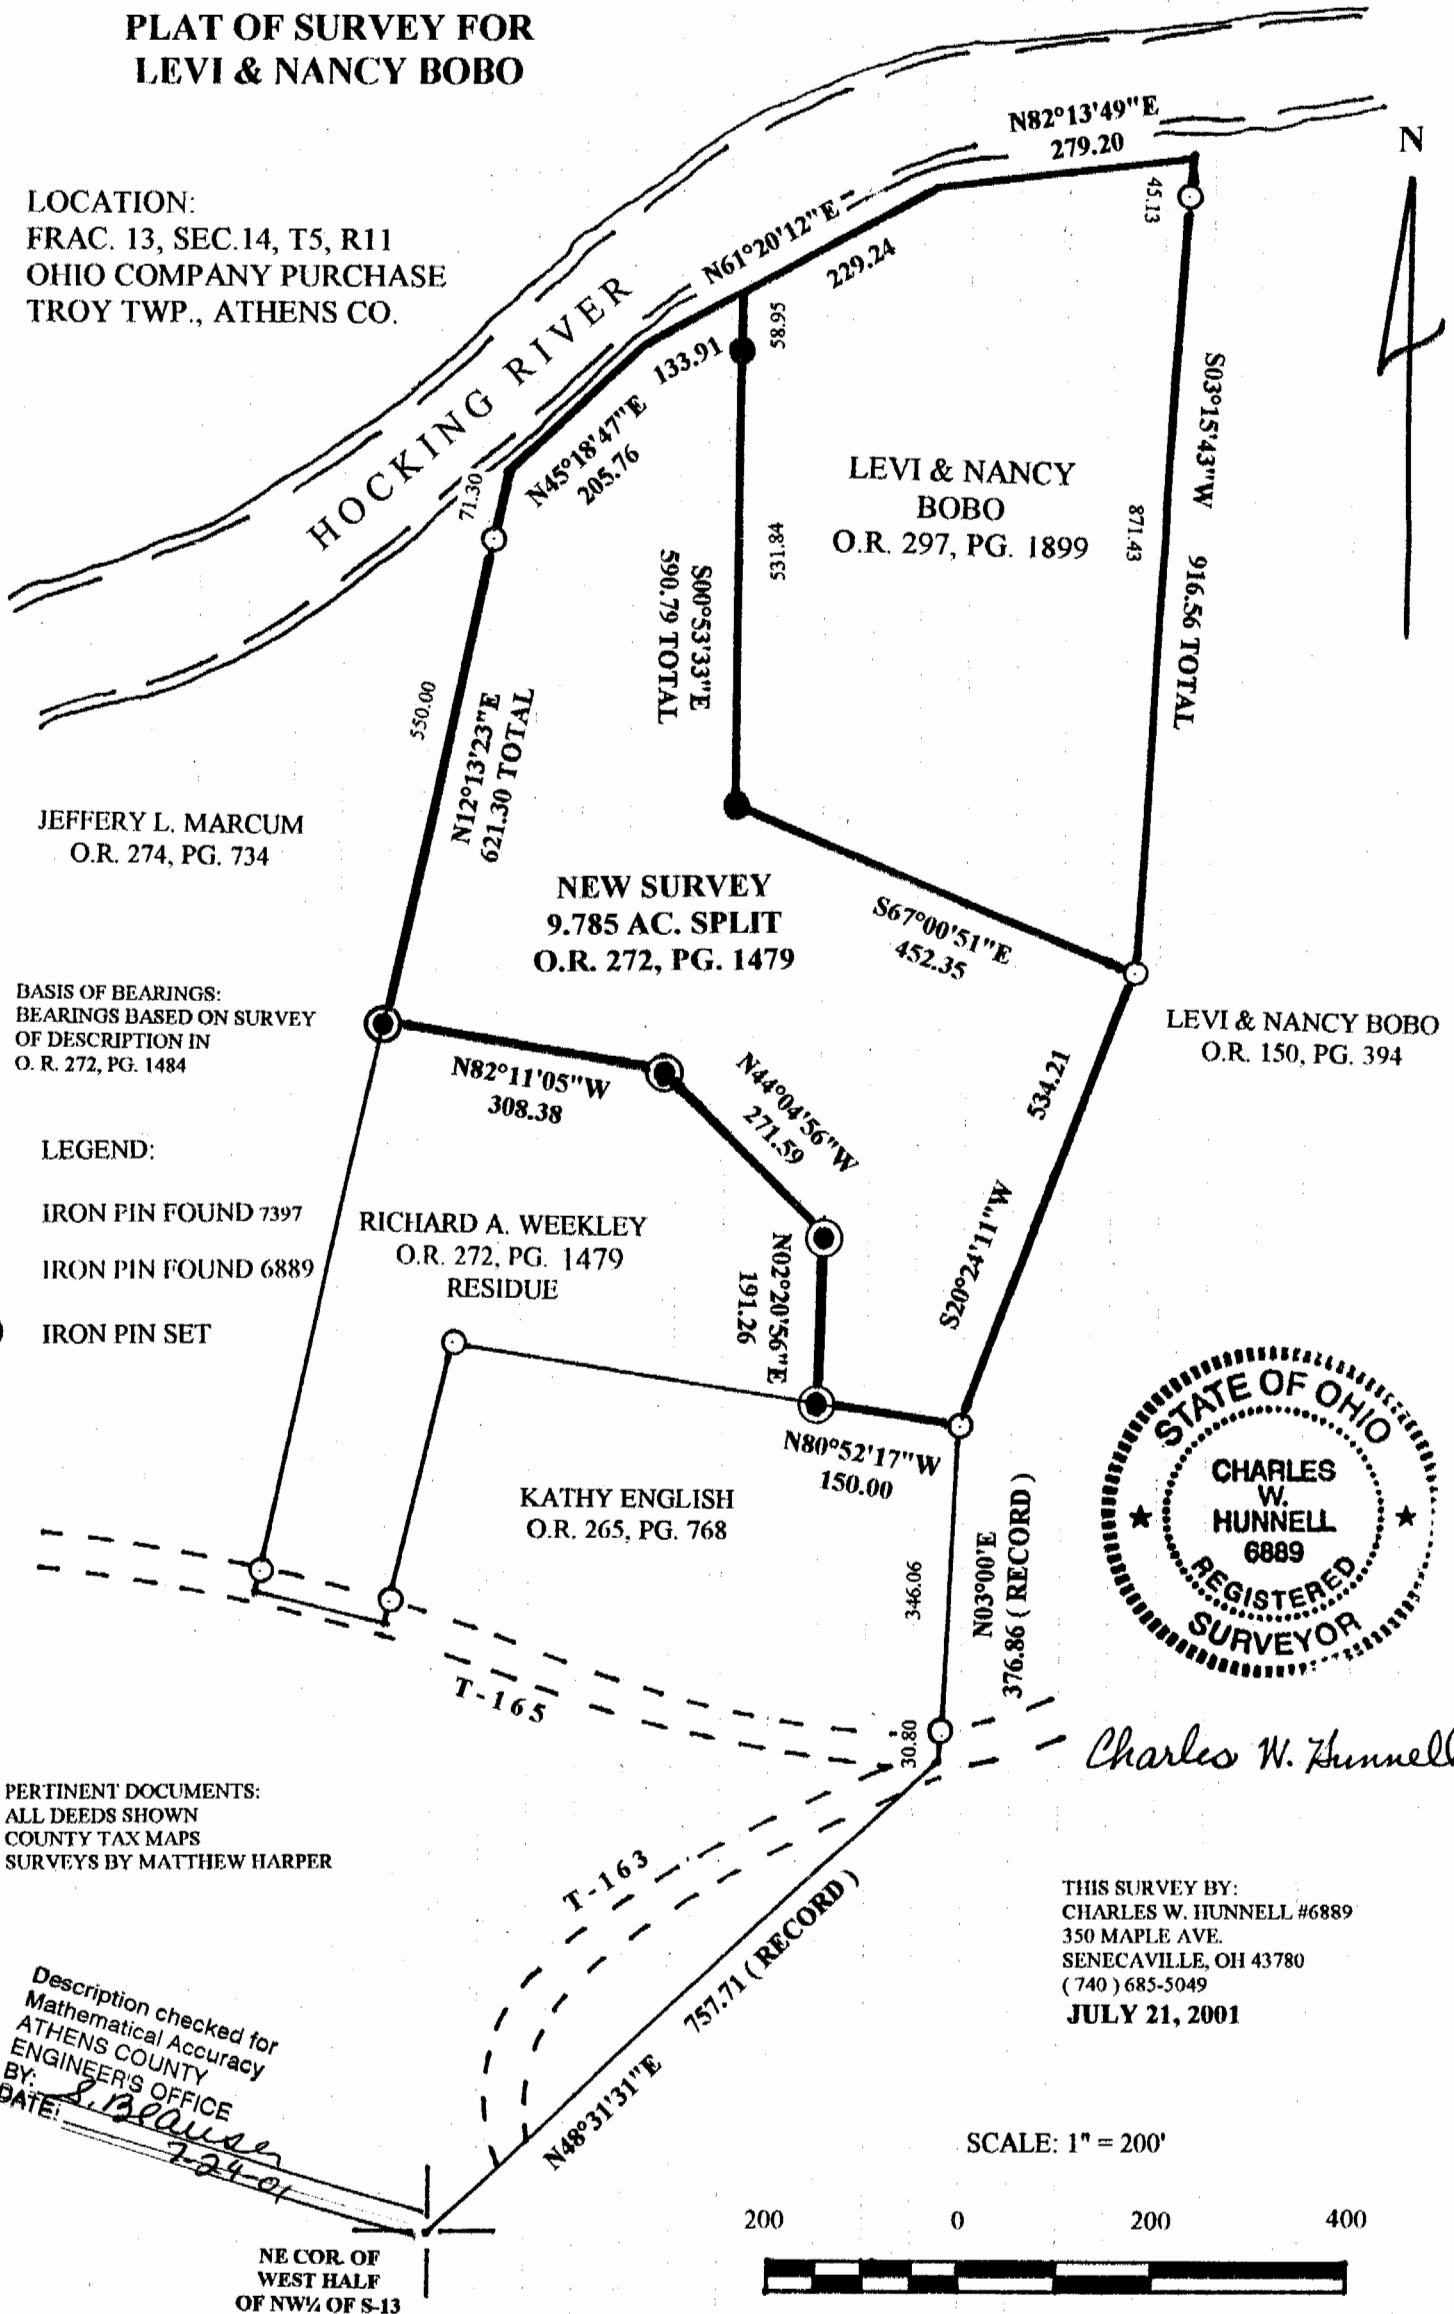 PLAT OF SURVEY FOR
LEVI & NANCY BOBO
LOCATION:
FRAC. 13, SEC.14, T5, R11
OHIO COMPANY PURCHASE
TROY TWP., ATHENS CO.
N82°13'49"E
279.20
N
45.13
N61°20'12"E
229.24
HOCKING RIVER
58.95
133.91
N45°18'47"E
205.76
71.30
S03°15'43"W 916.56 TOTAL
871.43
LEVI & NANCY
BOBO
O.R. 297, PG. 1899
531.84
S00°53'33"E
590.79 TOTAL
550.00
N12°13'23"E
621.30 TOTAL
JEFFERY L. MARCUM
O.R. 274, PG. 734
NEW SURVEY
9.785 AC. SPLIT
O.R. 272, PG. 1479
S67°00'51"E
452.35
BASIS OF BEARINGS:
BEARINGS BASED ON SURVEY
OF DESCRIPTION IN
O. R. 272, PG. 1484
LEVI & NANCY BOBO
O.R. 150, PG. 394
N82°11'05"W
308.38
N44°04'56"W
271.59
534.21
S20°24'11"W
LEGEND:
IRON PIN FOUND 7397
IRON PIN FOUND 6889
IRON PIN SET
RICHARD A. WEEKLEY
O.R. 272, PG. 1479
RESIDUE
N02°20'56"E
191.26
N80°52'17"W
150.00
KATHY ENGLISH
O.R. 265, PG. 768
STATE OF OHIO
CHARLES
W.
HUNNELL
6889
REGISTERED
SURVEYOR
346.06
N03°00'E
376.86 ( RECORD )
T-165
30.80
Charles W. Hunnell
PERTINENT DOCUMENTS:
ALL DEEDS SHOWN
COUNTY TAX MAPS
SURVEYS BY MATTHEW HARPER
T-163
N48°31'31"E 757.71 ( RECORD )
THIS SURVEY BY:
CHARLES W. HUNNELL #6889
350 MAPLE AVE.
SENECAVILLE, OH 43780
( 740 ) 685-5049
JULY 21, 2001
Description checked for
Mathematical Accuracy
ATHENS COUNTY
ENGINEER'S OFFICE
BY:
DATE: 7-24-01
SCALE: 1" = 200'
200 0 200 400
NE COR. OF
WEST HALF
OF NW¼ OF S-13